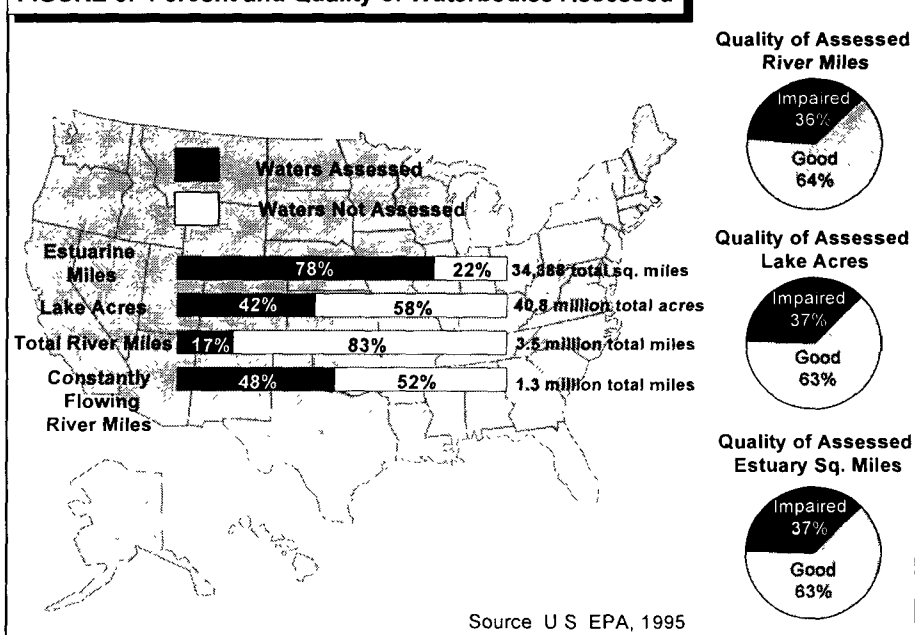 Percent and Quality of Waterbodies Assessed
Waters Assessed
Waters Not Assessed
Estuarine
Miles
78%
22%
34,388 total sq. miles
Lake Acres
42%
58%
40.8 million total acres
Total River Miles
17%
83%
3.5 million total miles
Constantly
Flowing
River Miles
48%
52%
1.3 million total miles
Quality of Assessed
River Miles
Impaired
36%
Good
64%
Quality of Assessed
Lake Acres
Impaired
37%
Good
63%
Quality of Assessed
Estuary Sq. Miles
Impaired
37%
Good
63%
Source U S EPA, 1995